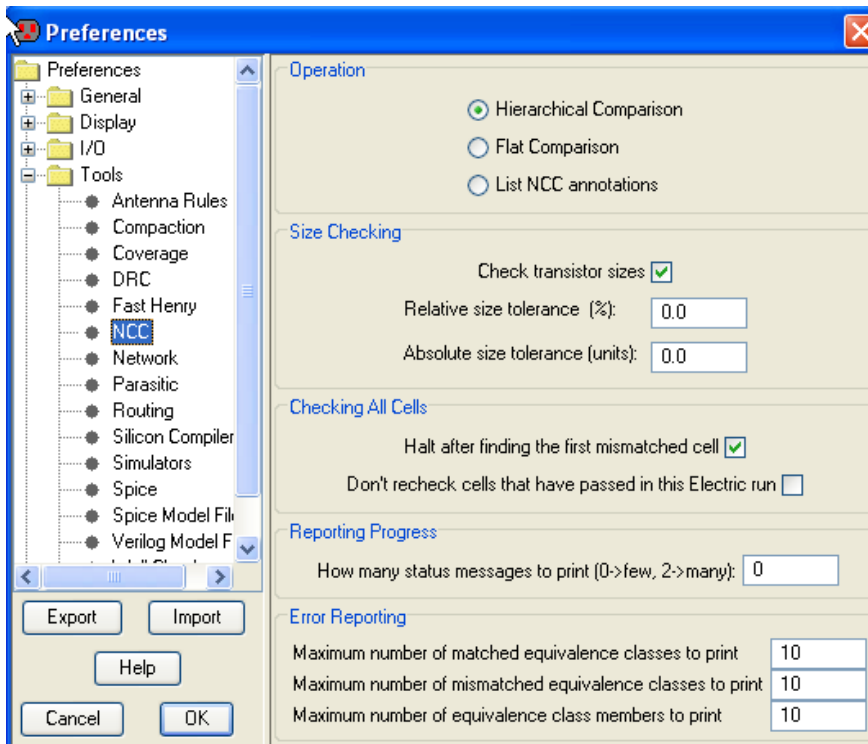 Preferences
Preferences
General
Display
I/O
Tools
Antenna Rules
Compaction
Coverage
DRC
Fast Henry
NCC
Network
Parasitic
Routing
Silicon Compiler
Simulators
Spice
Spice Model File
Verilog Model F
Export
Import
Help
Cancel
OK
Operation
Hierarchical Comparison
Flat Comparison
List NCC annotations
Size Checking
Check transistor sizes
Relative size tolerance (%): 0.0
Absolute size tolerance (units): 0.0
Checking All Cells
Halt after finding the first mismatched cell
Don't recheck cells that have passed in this Electric run
Reporting Progress
How many status messages to print (0->few, 2->many): 0
Error Reporting
Maximum number of matched equivalence classes to print 10
Maximum number of mismatched equivalence classes to print 10
Maximum number of equivalence class members to print 10